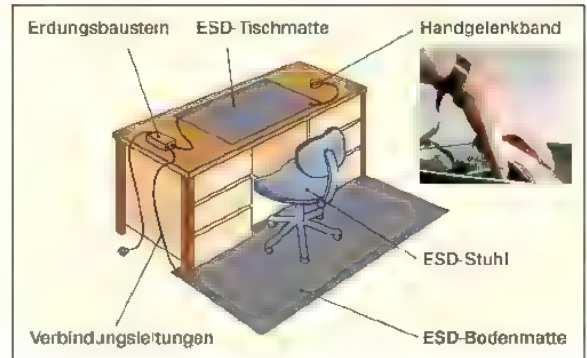 Erdungsbaustein
ESD-Tischmatte
Handgelenkband
ESD-Stuhl
Verbindungsleitungen
ESD-Bodenmatte